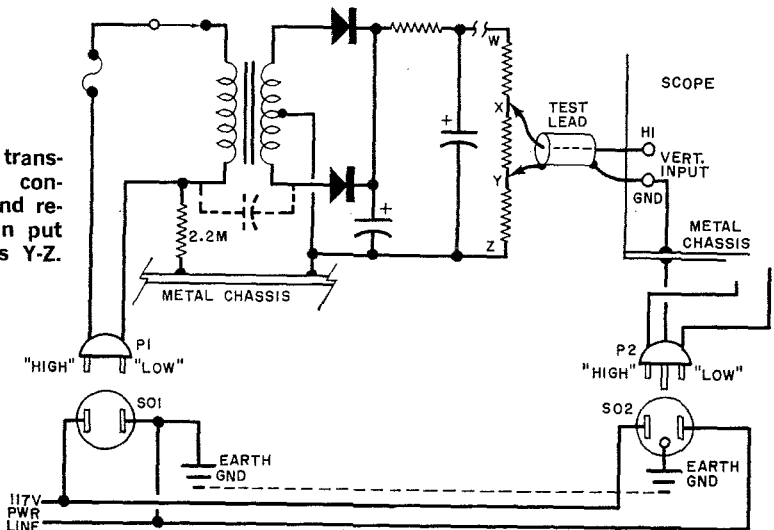 trans-
con-
nd re-
n put
s Y-Z.
W
X
Y
Z
+
+
2.2M
METAL CHASSIS
TEST
LEAD
SCOPE
HI
VERT.
INPUT
GND
METAL
CHASSIS
P1
"HIGH" "LOW"
SO1
EARTH
GND
P2
"HIGH" "LOW"
SO2
EARTH
GND
117V
PWR
LINE